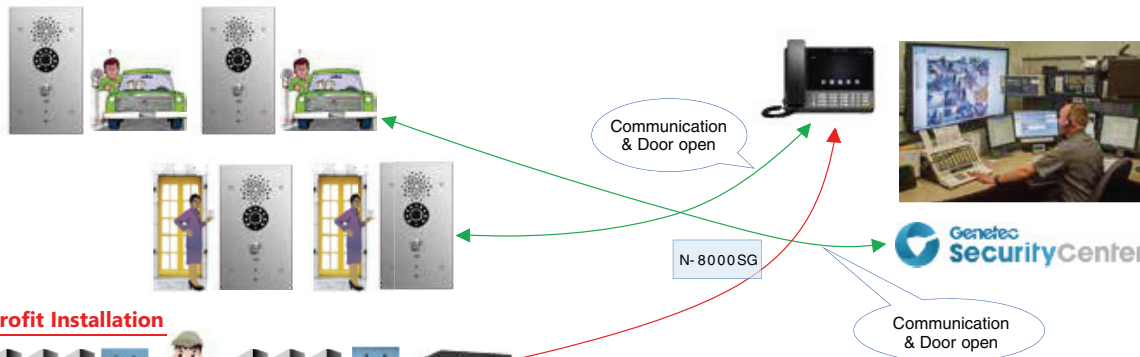 Communication
& Door open
N-8000SG
Genetec
SecurityCenter
rofit Installation
Communication
& Door open